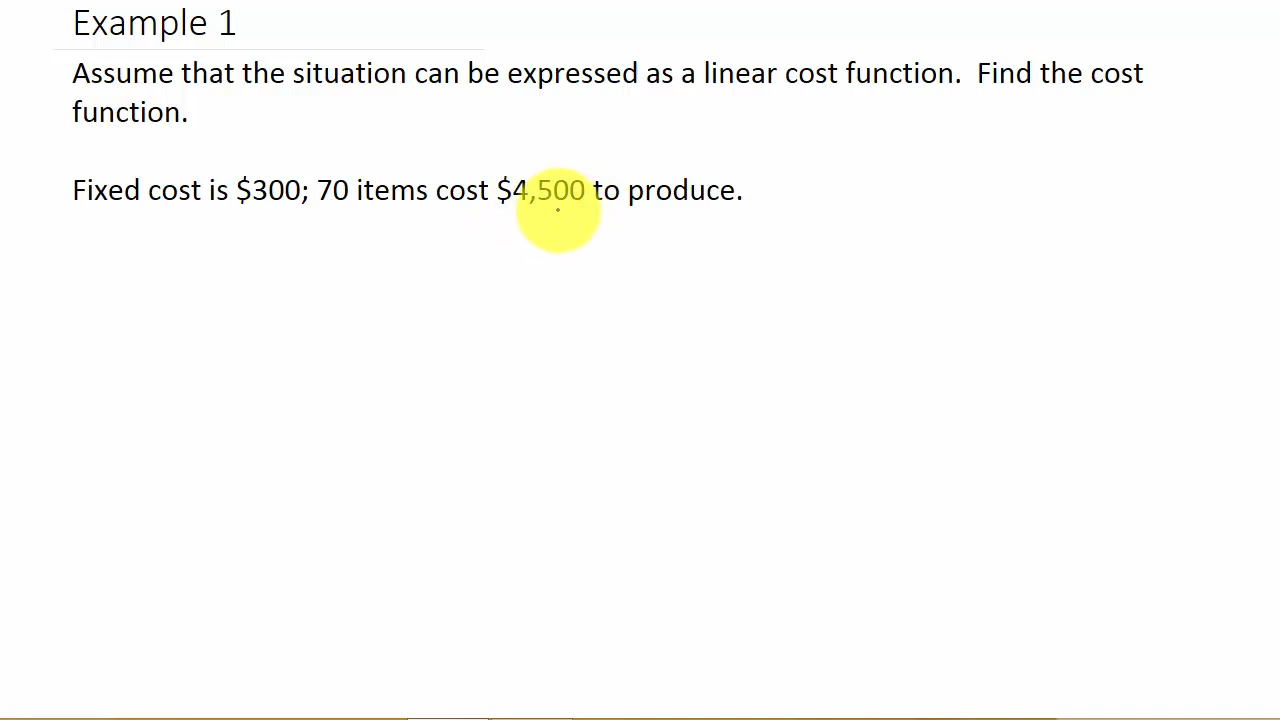 Example 1
Assume that the situation can be expressed as a linear cost function.  Find the cost
function.
Fixed cost is $300; 70 items cost $4,500 to produce.